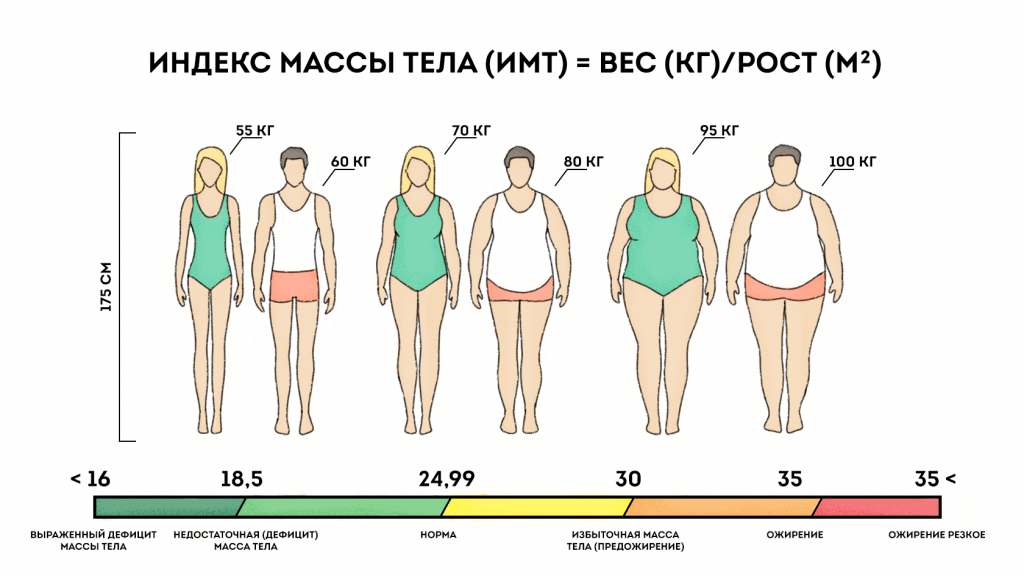 ИНДЕКС МАССЫ ТЕЛА (ИМТ) = ВЕС (КГ)/РОСТ (М²)
55 КГ
60 КГ
70 КГ
80 КГ
95 КГ
100 КГ
175 СМ
< 16
18,5
24,99
30
35
35 <
ВЫРАЖЕННЫЙ ДЕФИЦИТ
МАССЫ ТЕЛА
НЕДОСТАТОЧНАЯ (ДЕФИЦИТ)
МАССА ТЕЛА
НОРМА
ИЗБЫТОЧНАЯ МАССА
ТЕЛА (ПРЕДОЖИРЕНИЕ)
ОЖИРЕНИЕ
ОЖИРЕНИЕ РЕЗКОЕ